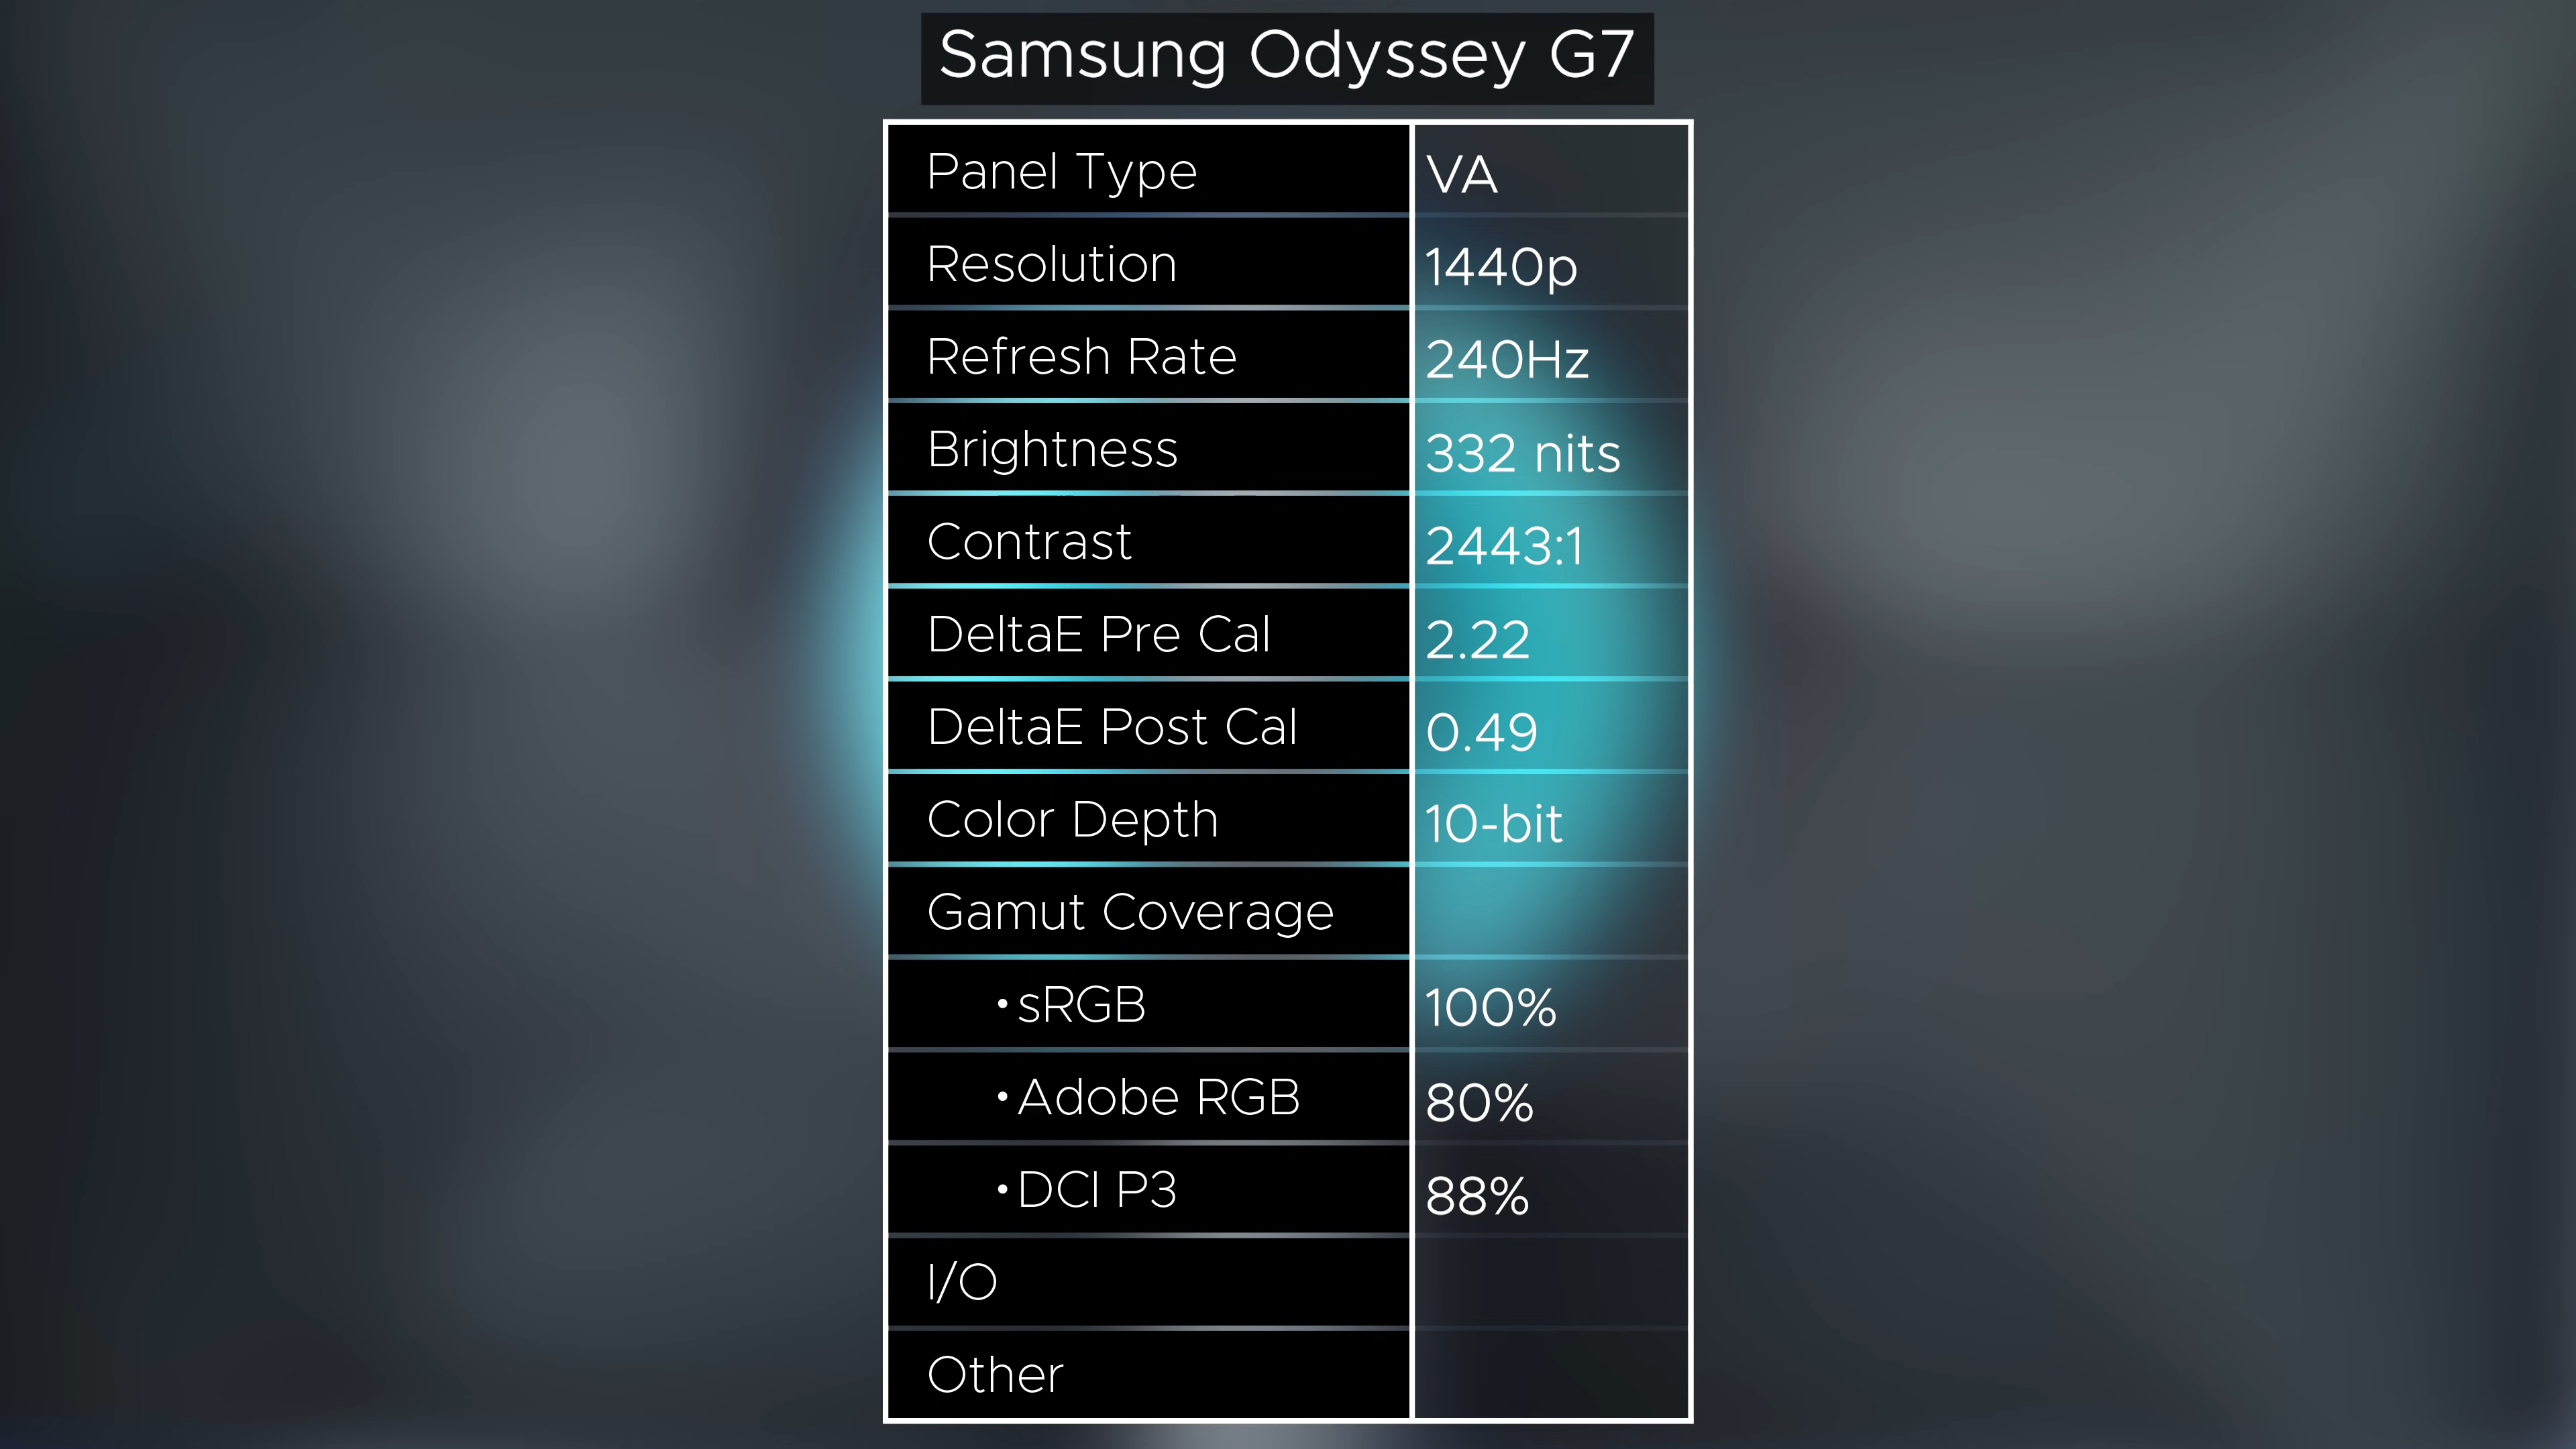 Samsung Odyssey G7
Panel Type VA
Resolution 1440p
Refresh Rate 240Hz
Brightness 332 nits
Contrast 2443:1
DeltaE Pre Cal 2.22
DeltaE Post Cal 0.49
Color Depth 10-bit
Gamut Coverage
• sRGB 100%
• Adobe RGB 80%
• DCI P3 88%
I/O
Other